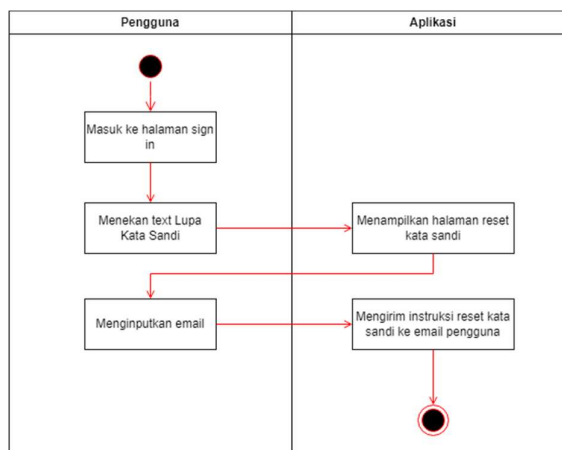 Pengguna
Aplikasi
Masuk ke halaman sign
in
Menekan text Lupa
Kata Sandi
Menampilkan halaman reset
kata sandi
Menginputkan email
Mengirim instruksi reset kata
sandi ke email pengguna